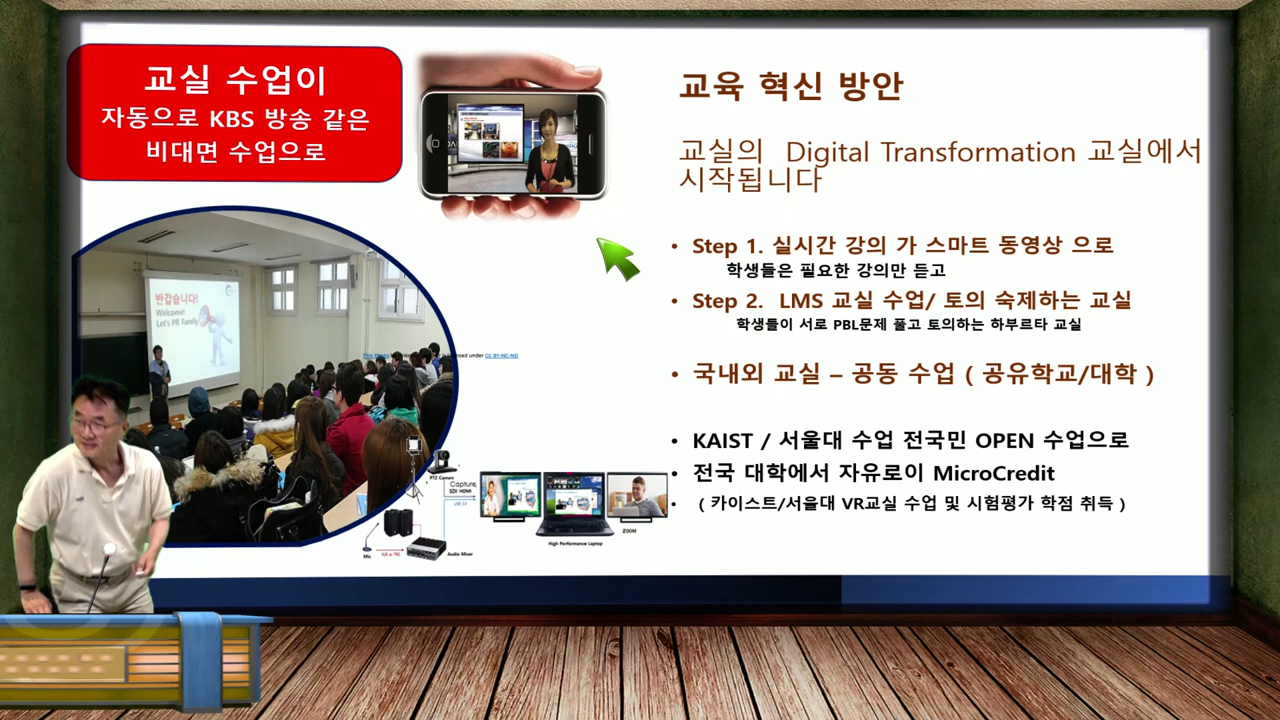 교실 수업이
자동으로 KBS 방송 같은
비대면 수업으로
교육 혁신 방안
교실의 Digital Transformation 교실에서
시작됩니다
• Step 1. 실시간 강의 가 스마트 동영상 으로
학생들은 필요한 강의만 듣고
• Step 2. LMS 교실 수업/ 토의 숙제하는 교실
학생들이 서로 PBL문제 풀고 토의하는 하부르타 교실
• 국내외 교실 – 공동 수업 ( 공유학교/대학 )
• KAIST / 서울대 수업 전국민 OPEN 수업으로
• 전국 대학에서 자유로이 MicroCredit
• ( 카이스트/서울대 VR교실 수업 및 시험평가 학점 취득 )
반갑습니다!
Welcome!
Let's PR Family
This Photo
under CC BY-NC-ND
PTZ Camera
Capture,
SDI HDMI
USB 3.0
Mic
XLR or TRS
Audio Mixer
High Performance Laptop
ZOOM